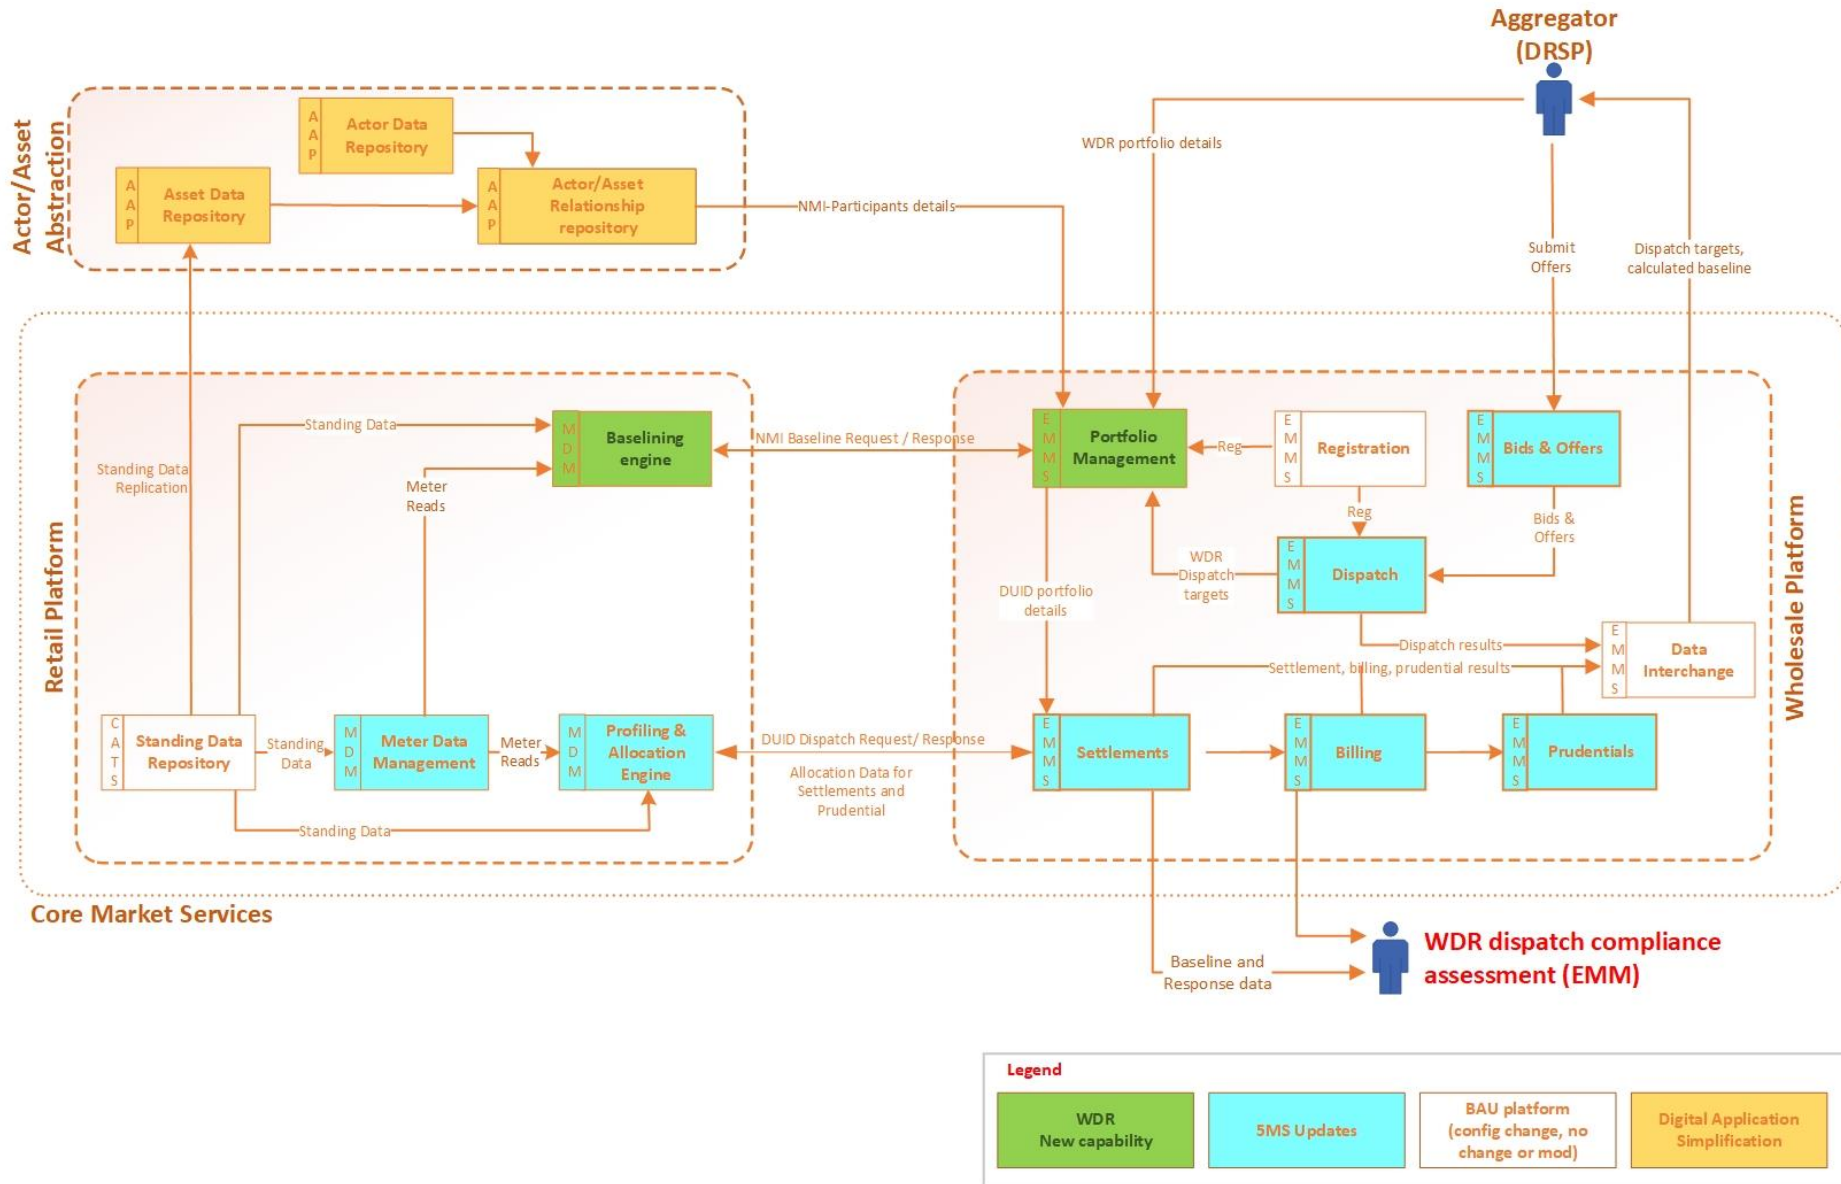 Aggregator
(DRSP)
Actor/Asset
Abstraction
A
A
P
Actor Data
Repository
A
A
P
Asset Data
Repository
A
A
P
Actor/Asset
Relationship
repository
WDR portfolio details
NMI-Participants details
Submit
Offers
Dispatch targets,
calculated baseline
Standing Data
Replication
Retail Platform
Standing Data
M
D
M
Baselining
engine
Meter
Reads
NMI Baseline Request / Response
E
M
M
S
Portfolio
Management
Reg
E
M
M
S
Registration
E
M
M
S
Bids & Offers
Reg
Bids &
Offers
WDR
Dispatch
targets
E
M
M
S
Dispatch
DUID portfolio
details
Dispatch results
Settlement, billing, prudential results
E
M
M
S
Data
Interchange
Wholesale Platform
C
A
T
S
Standing Data
Repository
Standing
Data
M
D
M
Meter Data
Management
Meter
Reads
M
D
M
Profiling &
Allocation
Engine
Standing Data
DUID Dispatch Request/ Response
Allocation Data for
Settlements and
Prudential
E
M
M
S
Settlements
E
M
M
S
Billing
E
M
M
S
Prudentials
Core Market Services
Baseline and
Response data
WDR dispatch compliance
assessment (EMM)
Legend
WDR
New capability
5MS Updates
BAU platform
(config change, no
change or mod)
Digital Application
Simplification